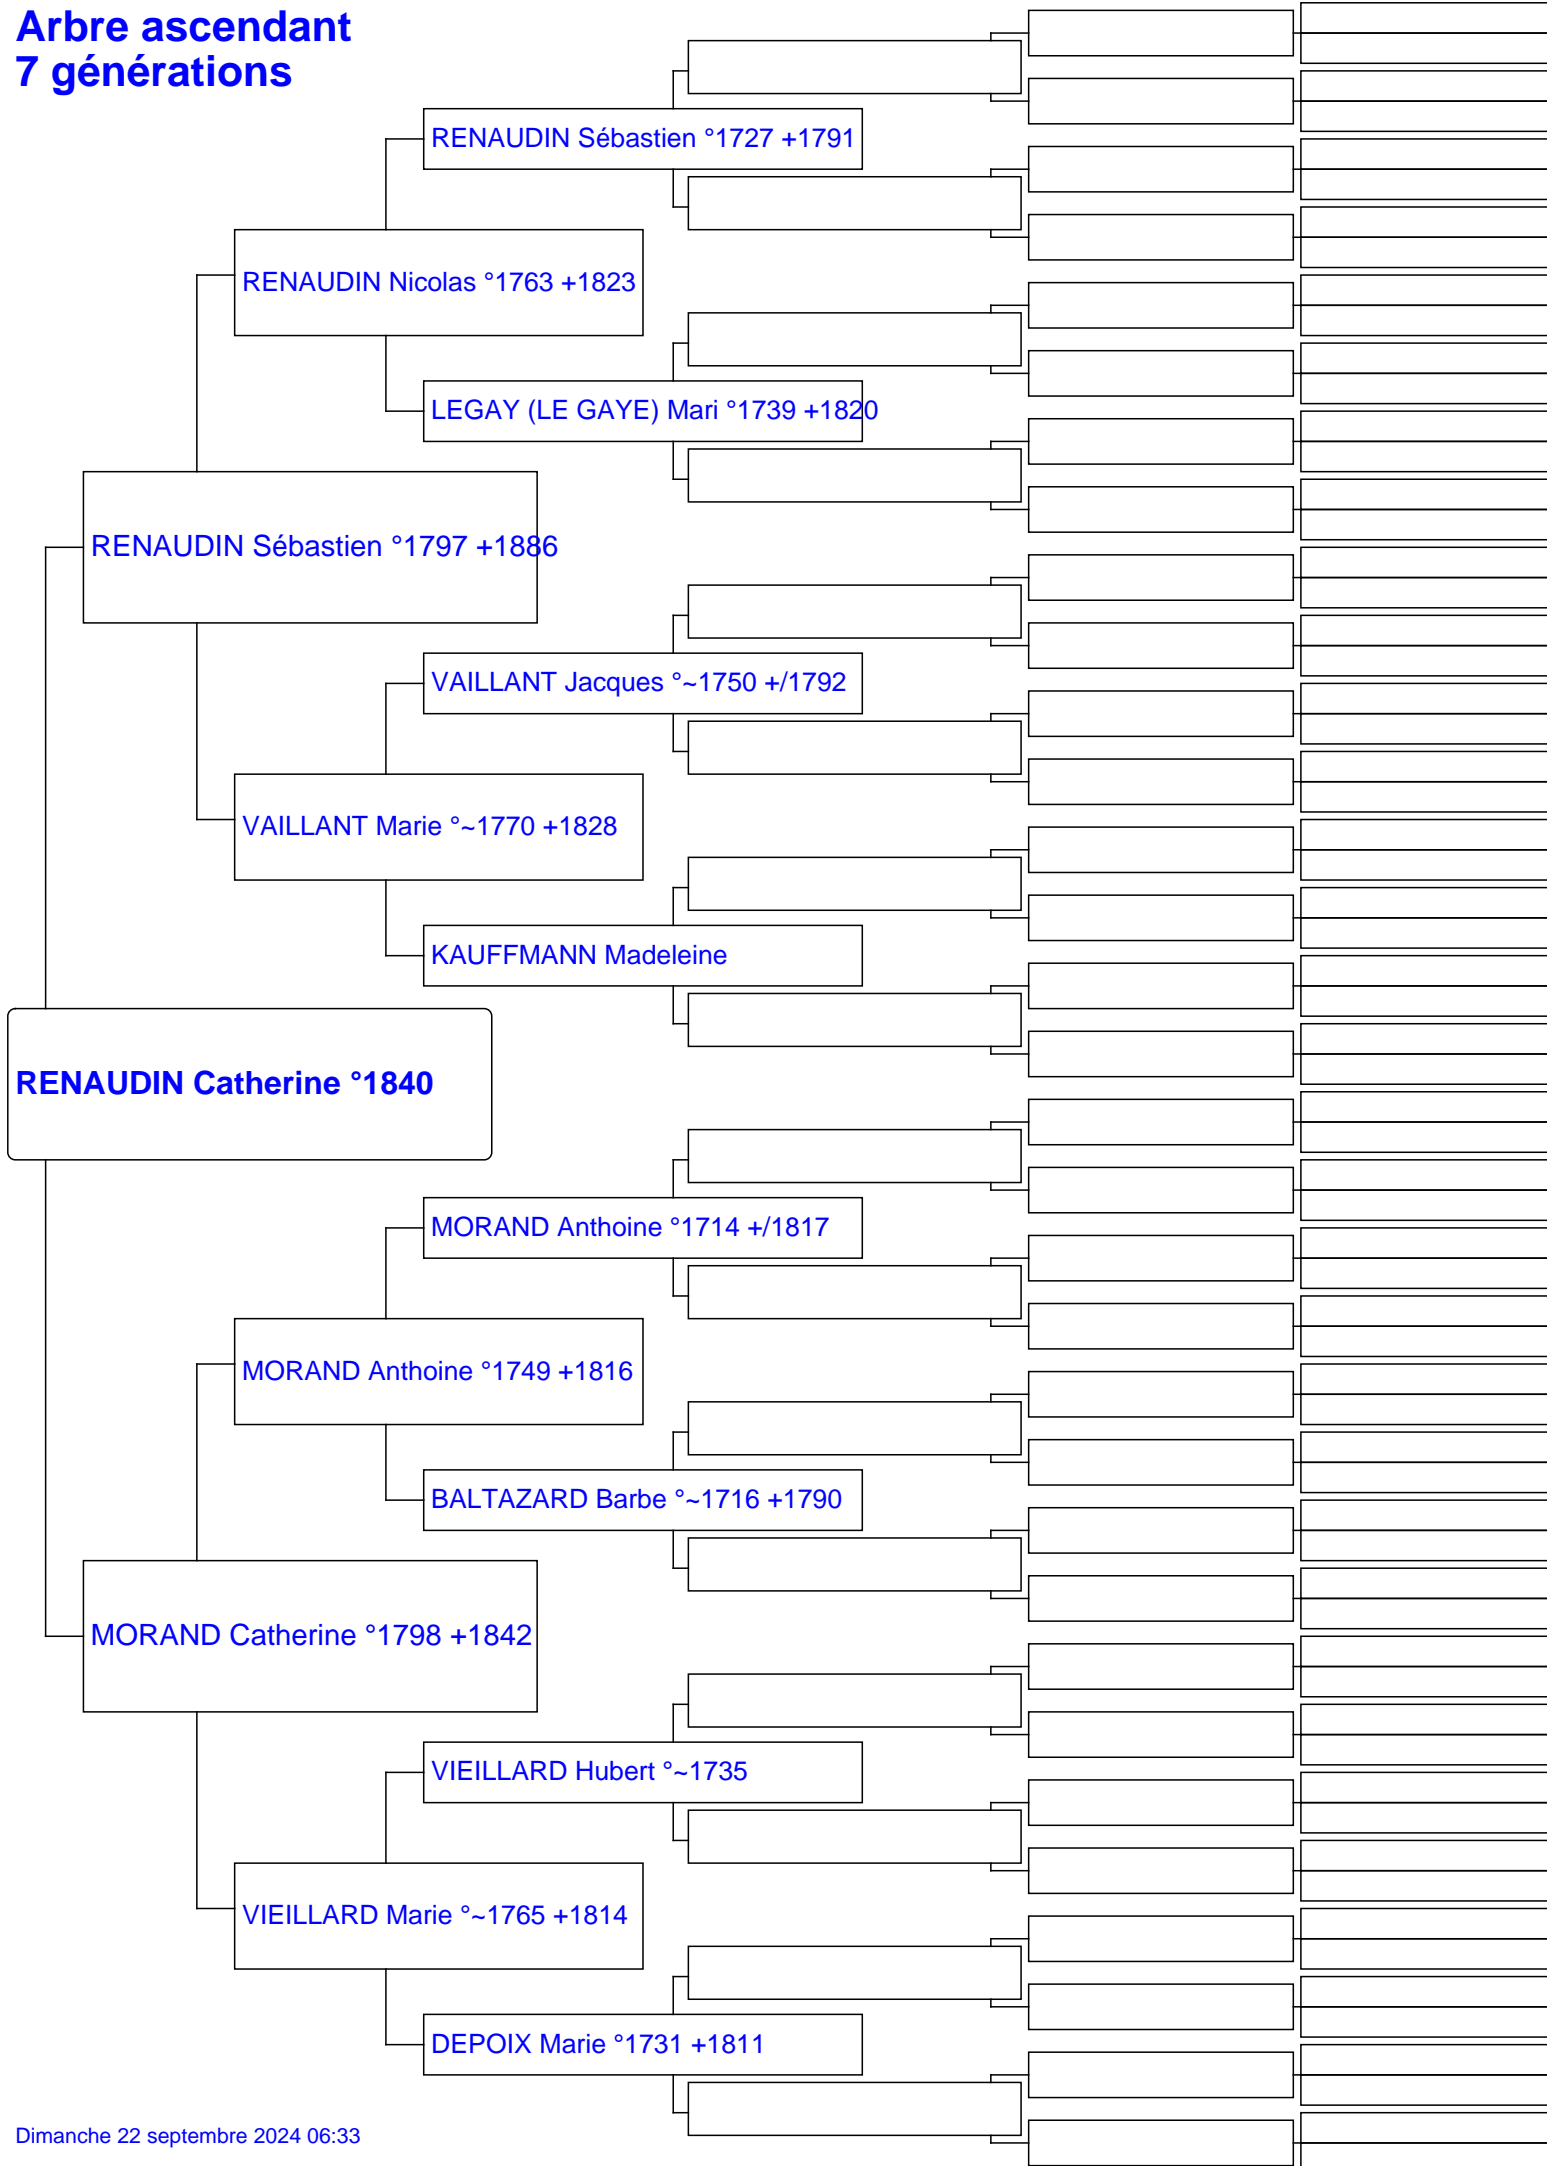 Arbre ascendant
7 générations
RENAUDIN Sébastien °1727 +1791
RENAUDIN Nicolas °1763 +1823
LEGAY (LE GAYE) Mari °1739 +1820
RENAUDIN Sébastien °1797 +1886
VAILLANT Jacques °~1750 +/1792
VAILLANT Marie °~1770 +1828
KAUFFMANN Madeleine
RENAUDIN Catherine °1840
MORAND Anthoine °1714 +/1817
MORAND Anthoine °1749 +1816
BALTAZARD Barbe °~1716 +1790
MORAND Catherine °1798 +1842
VIEILLARD Hubert °~1735
VIEILLARD Marie °~1765 +1814
DEPOIX Marie °1731 +1811
Dimanche 22 septembre 2024 06:33